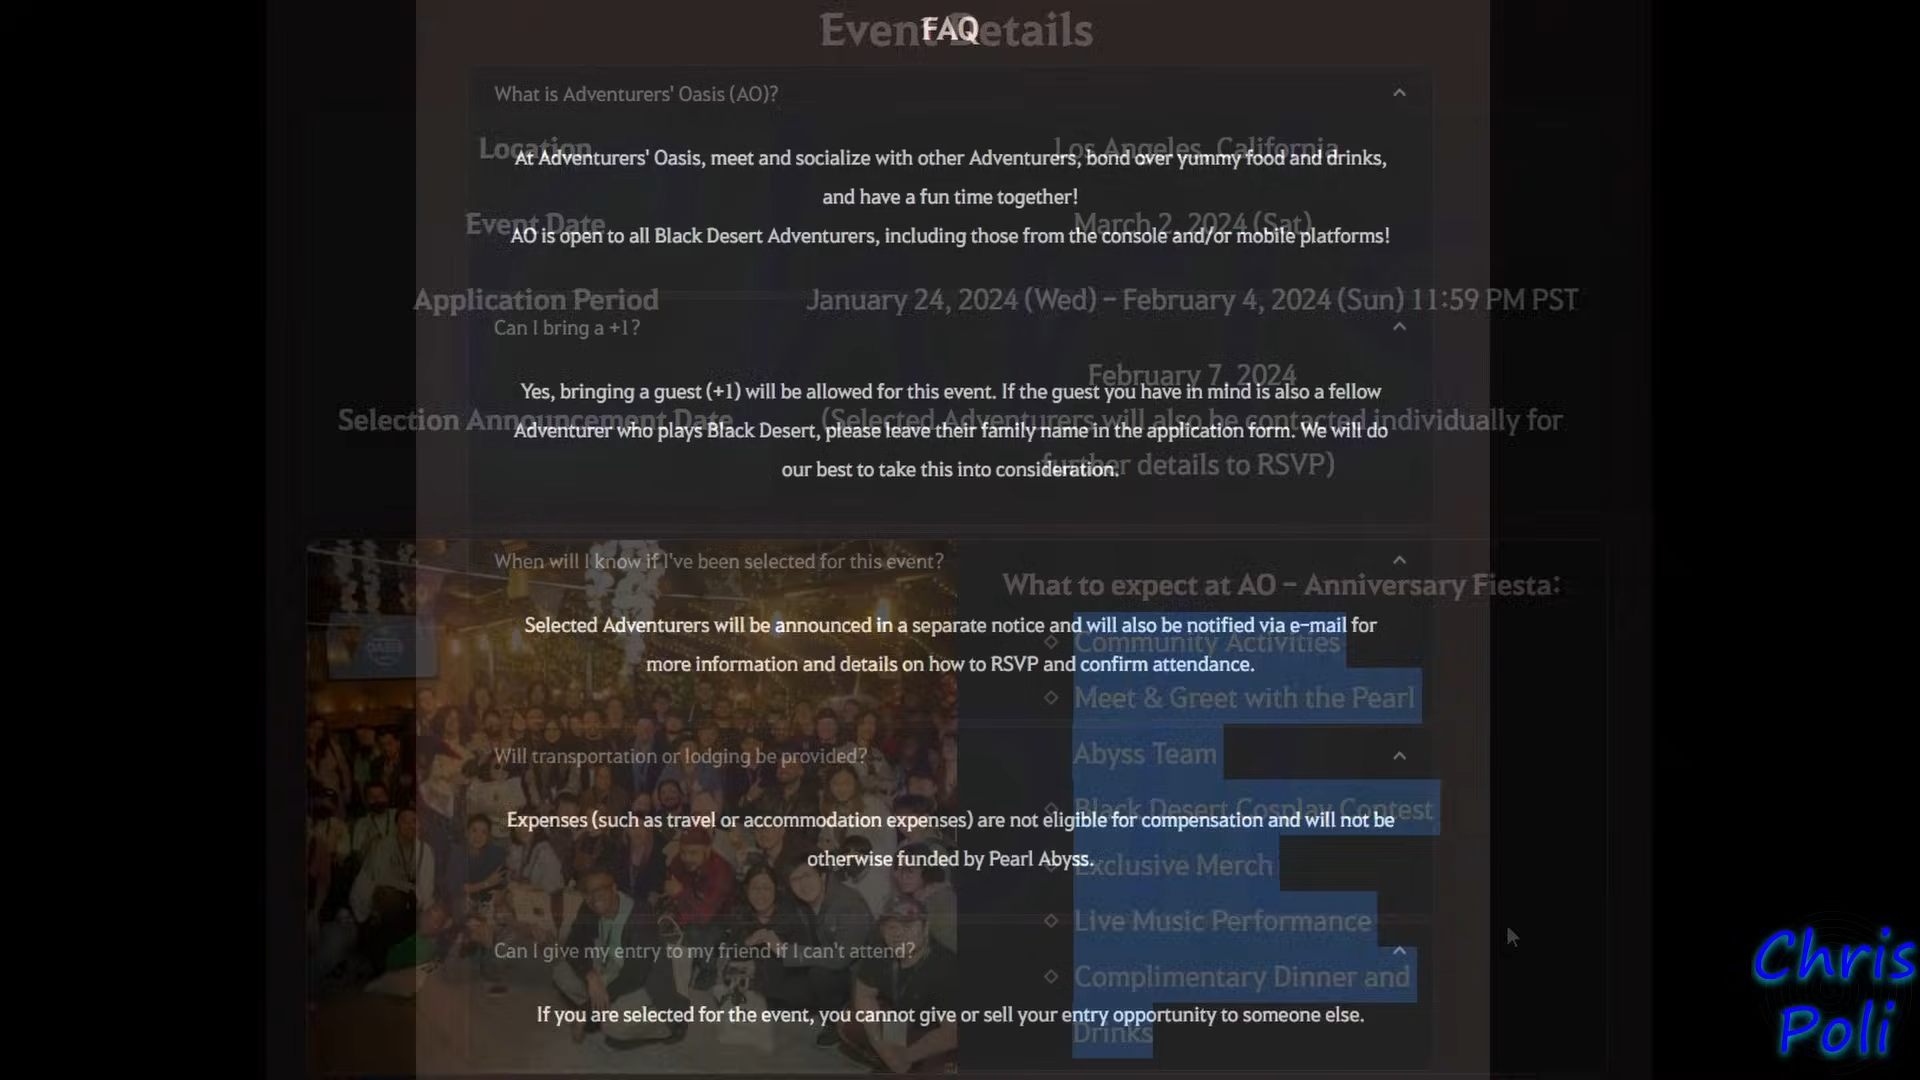 Event Details
FAQ
What is Adventurers' Oasis (AO)?
Location
Los Angeles, California
At Adventurers' Oasis, meet and socialize with other Adventurers, bond over yummy food and drinks,
and have a fun time together!
Event Date
March 2, 2024 (Sat)
AO is open to all Black Desert Adventurers, including those from the console and/or mobile platforms!
Application Period
January 24, 2024 (Wed) – February 4, 2024 (Sun) 11:59 PM PST
Can I bring a +1?
February 7, 2024
Yes, bringing a guest (+1) will be allowed for this event. If the guest you have in mind is also a fellow
Selection Announcement Date
(Selected Adventurers will also be contacted individually for
Adventurer who plays Black Desert, please leave their family name in the application form. We will do
further details to RSVP)
our best to take this into consideration.
When will I know if I've been selected for this event?
What to expect at AO – Anniversary Fiesta:
Selected Adventurers will be announced in a separate notice and will also be notified via e-mail for
Community Activities
more information and details on how to RSVP and confirm attendance.
Meet & Greet with the Pearl
Abyss Team
Will transportation or lodging be provided?
Black Desert Cosplay Contest
Expenses (such as travel or accommodation expenses) are not eligible for compensation and will not be
otherwise funded by Pearl Abyss.
Exclusive Merch
Live Music Performance
Can I give my entry to my friend if I can't attend?
Complimentary Dinner and
Drinks
If you are selected for the event, you cannot give or sell your entry opportunity to someone else.
Chris
Poli